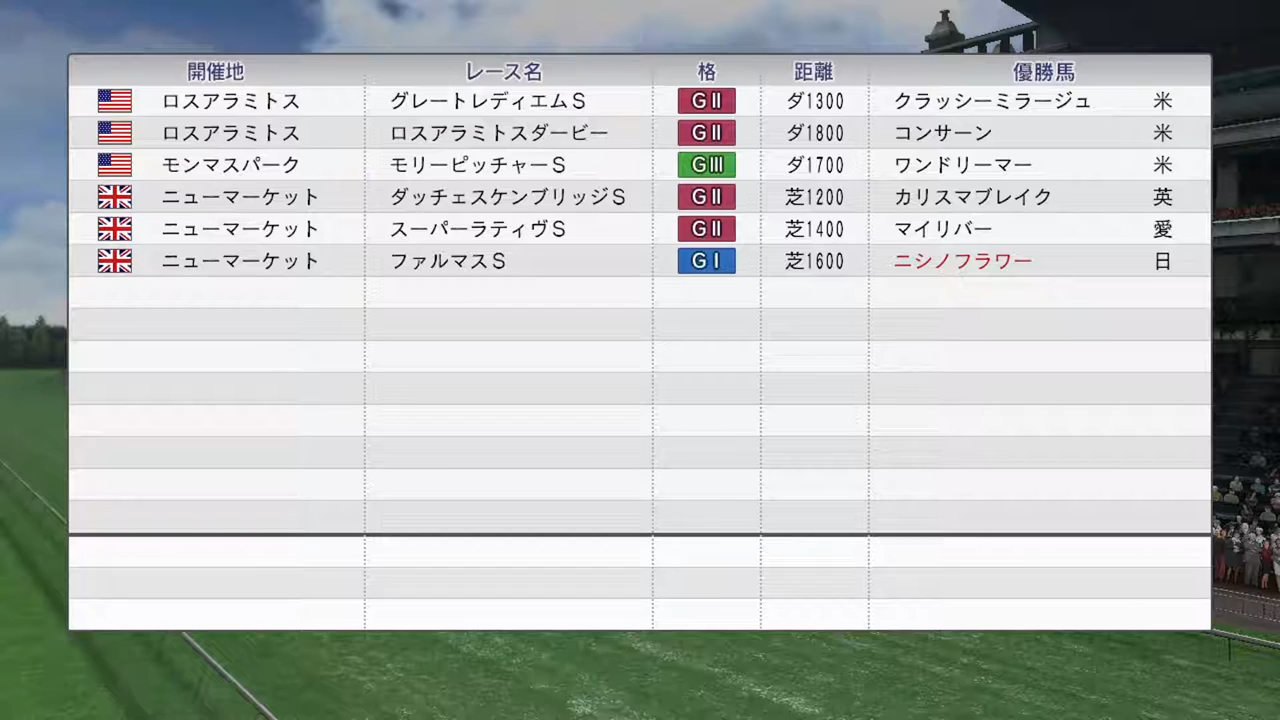 開催地 レース名 格 距離 優勝馬
ロスアラミトス グレートレディエムS GⅡ ダ1300 クラッシーミラージュ 米
ロスアラミトス ロスアラミトスダービー GⅡ ダ1800 コンサーン 米
モンマスパーク モリーピッチャーS GⅢ ダ1700 ワンドリーマー 米
ニューマーケット ダッチェスケンブリッジS GⅡ 芝1200 カリスマブレイク 英
ニューマーケット スーパーラティヴS GⅡ 芝1400 マイリバー 愛
ニューマーケット ファルマスS GⅠ 芝1600 ニシノフラワー 日